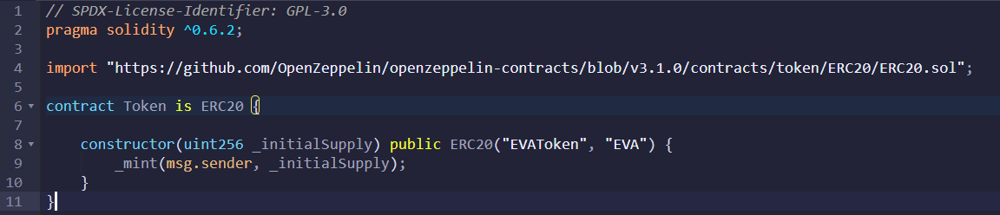 1 // SPDX-License-Identifier: GPL-3.0
2 pragma solidity ^0.6.2;
3
4 import "https://github.com/OpenZeppelin/openzeppelin-contracts/blob/v3.1.0/contracts/token/ERC20/ERC20.sol";
5
6 contract Token is ERC20 {
7
8 constructor(uint256 _initialSupply) public ERC20("EVAToken", "EVA") {
9 _mint(msg.sender, _initialSupply);
10 }
11 }